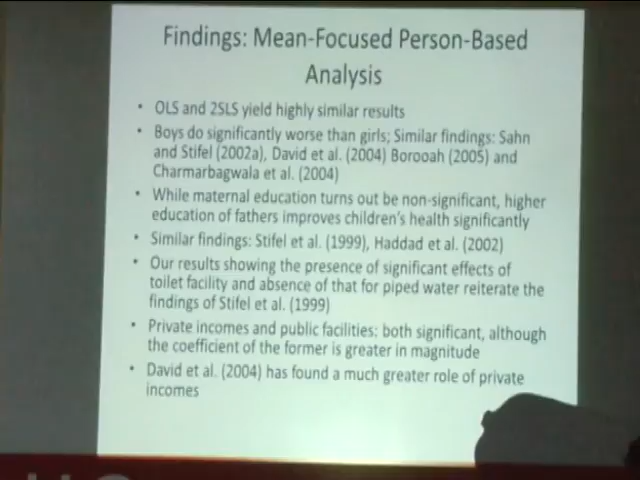 Findings: Mean-Focused Person-Based
Analysis
• OLS and 2SLS yield highly similar results
• Boys do significantly worse than girls; Similar findings: Sahn
and Stifel (2002a), David et al. (2004) Borooah (2005) and
Charmarbagwala et al. (2004)
• While maternal education turns out be non-significant, higher
education of fathers improves children's health significantly
• Similar findings: Stifel et al. (1999), Haddad et al. (2002)
• Our results showing the presence of significant effects of
toilet facility and absence of that for piped water reiterate the
findings of Stifel et al. (1999)
• Private incomes and public facilities: both significant, although
the coefficient of the former is greater in magnitude
• David et al. (2004) has found a much greater role of private
incomes